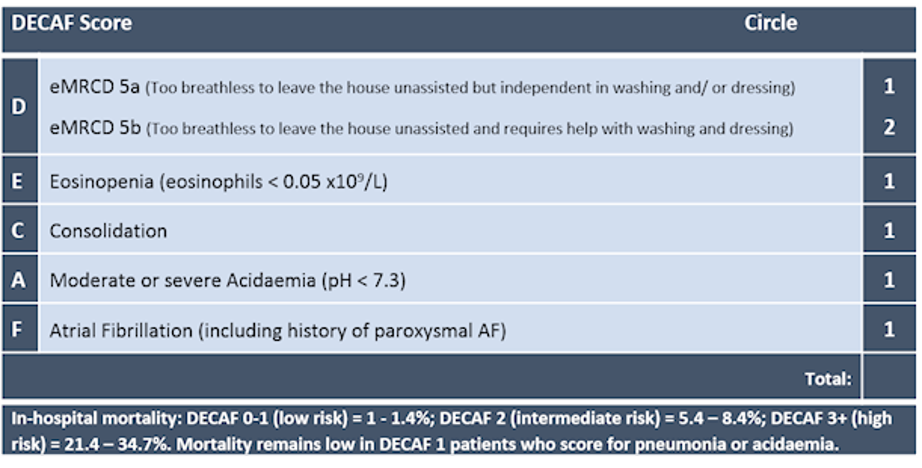 DECAF Score Circle
D
eMRCD 5a (Too breathless to leave the house unassisted but independent in washing and/ or dressing) 1
eMRCD 5b (Too breathless to leave the house unassisted and requires help with washing and dressing) 2
E Eosinopenia (eosinophils < 0.05 x10⁹/L) 1
C Consolidation 1
A Moderate or severe Acidaemia (pH < 7.3) 1
F Atrial Fibrillation (including history of paroxysmal AF) 1
Total:
In-hospital mortality: DECAF 0-1 (low risk) = 1 - 1.4%; DECAF 2 (intermediate risk) = 5.4 – 8.4%; DECAF 3+ (high
risk) = 21.4 – 34.7%. Mortality remains low in DECAF 1 patients who score for pneumonia or acidaemia.